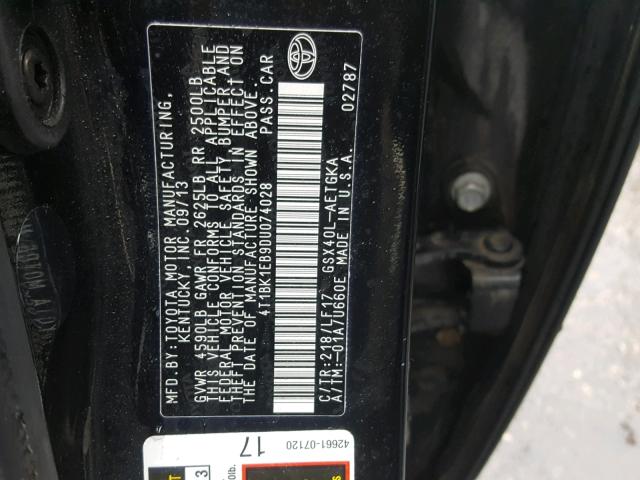 MFD.BY:TOYOTA MOTOR MANUFACTURING,
KENTUCKY, INC. 09/13
GVWR 4590LB GAWR FR 2625LB RR 2500LB
THIS VEHICLE CONFORMS TO ALL APPLICABLE
FEDERAL MOTOR VEHICLE SAFETY, BUMPER, AND
THEFT PREVENTION STANDARDS IN EFFECT ON
THE DATE OF MANUFACTURE SHOWN ABOVE.
4T1BK1EB9DU074028 PASS.CAR
C/TR:218/LF17 GSX40L-AETGKA
A/TM:-01A/U660E MADE IN U.S.A.
02787
42661-07120
17